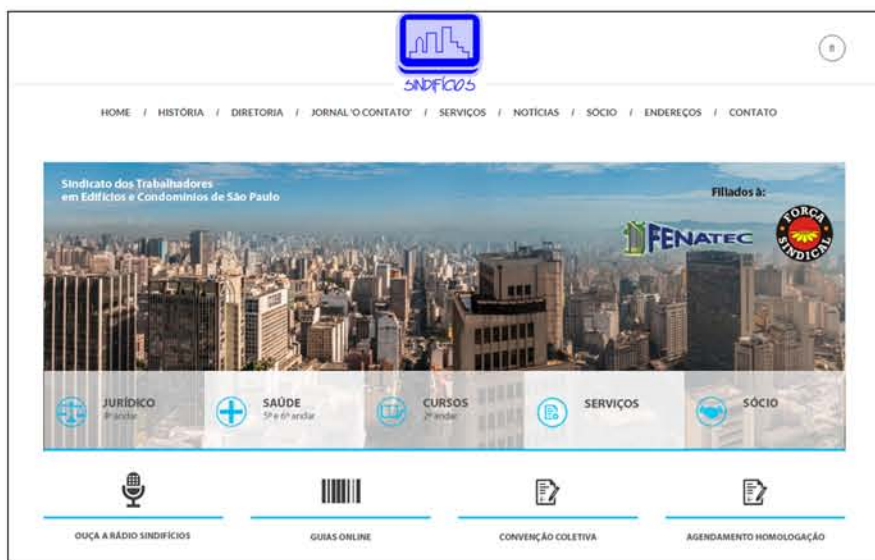 SINDIFÍCIOS
HOME / HISTÓRIA / DIRETORIA / JORNAL 'O CONTATO' / SERVIÇOS / NOTÍCIAS / SÓCIO / ENDEREÇOS / CONTATO
Sindicato dos Trabalhadores
em Edifícios e Condomínios de São Paulo
Filiados à:
FENATEC
FORÇA
SINDICAL
JURÍDICO
8º andar
SAÚDE
5º e 6º andar
CURSOS
2º andar
SERVIÇOS
SÓCIO
OUÇA A RÁDIO SINDIFÍCIOS
GUIAS ONLINE
CONVENÇÃO COLETIVA
AGENDAMENTO HOMOLOGAÇÃO